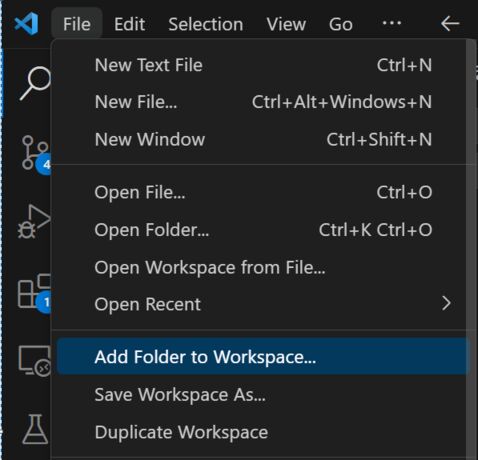 File Edit Selection View Go ...
New Text File Ctrl+N
New File... Ctrl+Alt+Windows+N
New Window Ctrl+Shift+N
Open File... Ctrl+O
Open Folder... Ctrl+K Ctrl+O
Open Workspace from File...
Open Recent
Add Folder to Workspace...
Save Workspace As...
Duplicate Workspace
4
1